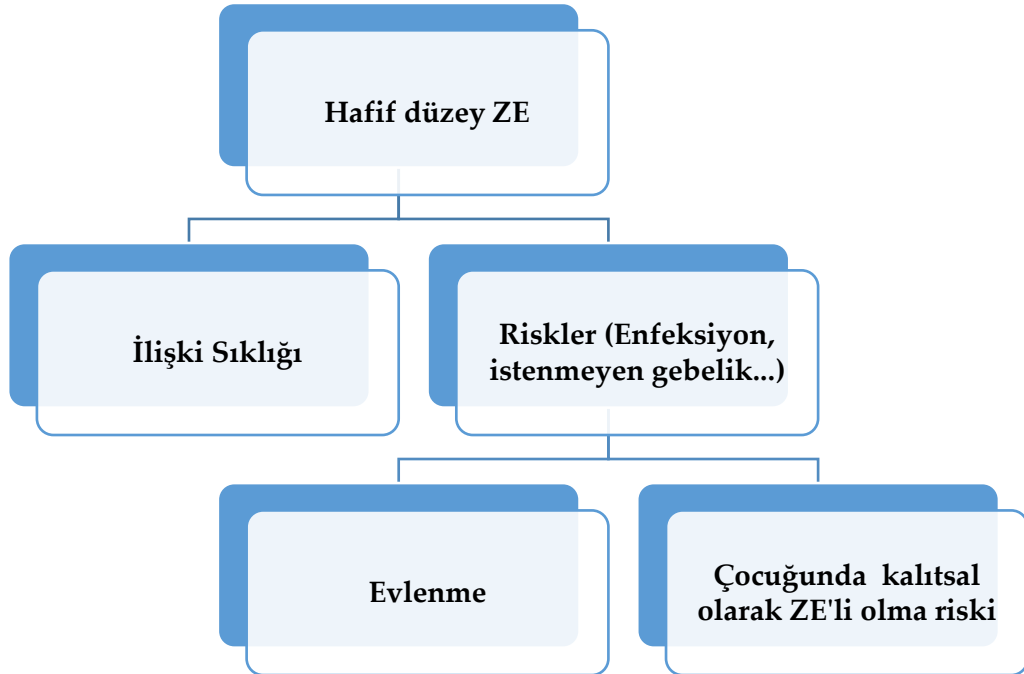 Hafif düzey ZE
İlişki Sıklığı
Riskler (Enfeksiyon,
istenmeyen gebelik...)
Evlenme
Çocuğunda  kalıtsal
olarak ZE'li olma riski